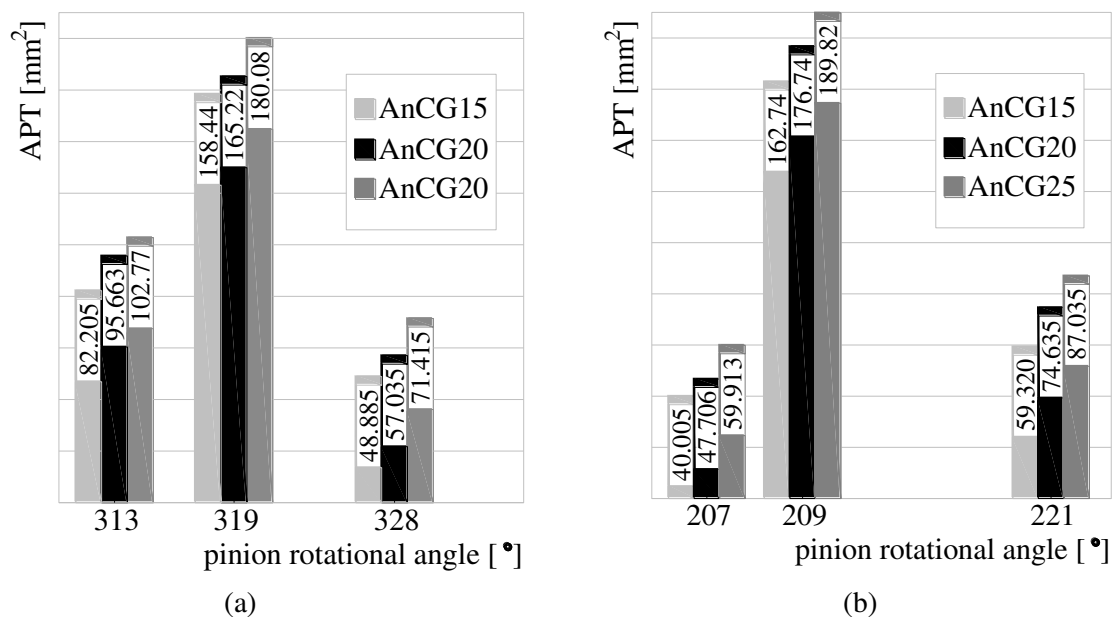 APT [mm²]
AnCG15
AnCG20
AnCG20
82.205
95.663
102.77
158.44
165.22
180.08
48.885
57.035
71.415
313 319 328
pinion rotational angle [°]
(a)
APT [mm²]
AnCG15
AnCG20
AnCG25
40.005
47.706
59.913
162.74
176.74
189.82
59.320
74.635
87.035
207 209 221
pinion rotational angle [°]
(b)